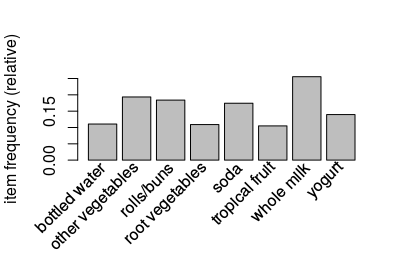 item frequency (relative)
0.15
0.00
bottled water
other vegetables
rolls/buns
root vegetables
soda
tropical fruit
whole milk
yogurt